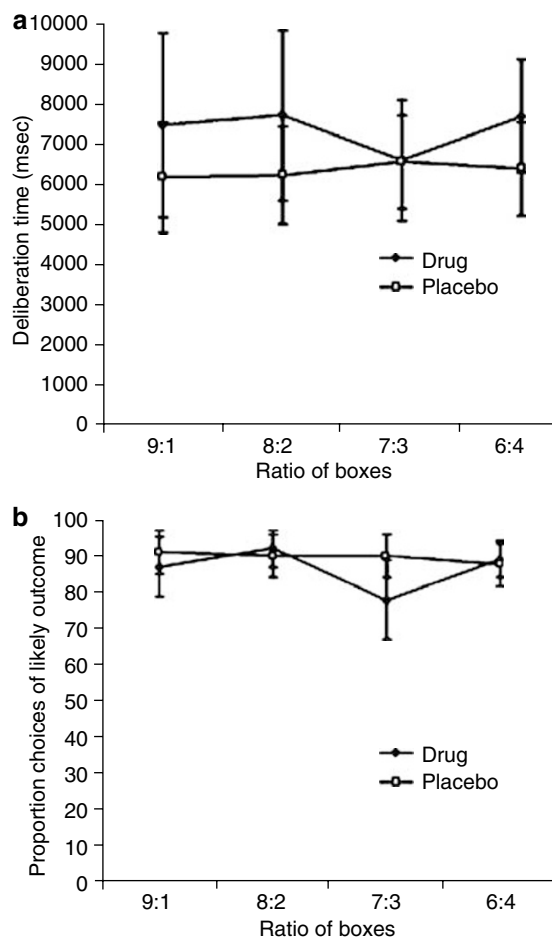 a
10000
9000
8000
7000
6000
5000
4000
3000
2000
1000
0
Deliberation time (msec)
Drug
Placebo
9:1 8:2 7:3 6:4
Ratio of boxes
b
100
90
80
70
60
50
40
30
20
10
0
Proportion choices of likely outcome
Drug
Placebo
9:1 8:2 7:3 6:4
Ratio of boxes